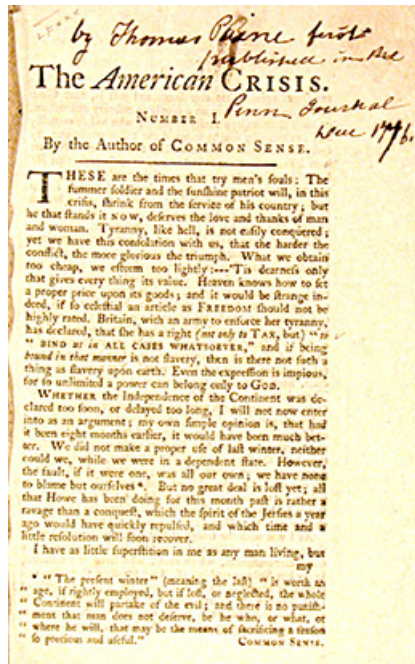 by Thomas Paine first
published in the
The American CRISIS.
Penn Journal
NUMBER I.
Dec 1776.
By the Author of COMMON SENSE.
THESE are the times that try men's souls: The
summer soldier and the sunshine patriot will, in this
crisis, shrink from the service of his country; but
he that stands it NOW, deserves the love and thanks of man
and woman. Tyranny, like hell, is not easily conquered;
yet we have this consolation with us, that the harder the
conflict, the more glorious the triumph. What we obtain
too cheap, we esteem too lightly:---'Tis dearness only
that gives every thing its value. Heaven knows how to set
a proper price upon its goods; and it would be strange in-
deed, if so celestial an article as FREEDOM should not be
highly rated. Britain, with an army to enforce her tyranny,
has declared, that she has a right (not only to TAX, but) "to
" BIND us in ALL CASES WHATSOEVER," and if being
bound in that manner is not slavery, then is there not such a
thing as slavery upon earth. Even the expression is impious,
for so unlimited a power can belong only to GOD.
WHETHER the Independence of the Continent was de-
clared too soon, or delayed too long, I will not now enter
into as an argument; my own simple opinion is, that had
it been eight months earlier, it would have been much bet-
ter. We did not make a proper use of last winter, neither
could we, while we were in a dependent state. However,
the fault, if it were one, was all our own; we have none
to blame but ourselves*. But no great deal is lost yet; all
that Howe has been doing for this month past is rather a
ravage than a conquest, which the spirit of the Jersies a year
ago would have quickly repulsed, and which time and a
little resolution will soon recover.
I have as little superstition in me as any man living, but
my
* "The present winter" (meaning the last) "is worth an
" age, if rightly employed, but if lost, or neglected, the whole
" Continent will partake of the evil; and there is no punish-
" ment that man does not deserve, be he who, or what, or
" where he will, that may be the means of sacrificing a season
" so precious and useful." COMMON SENSE.